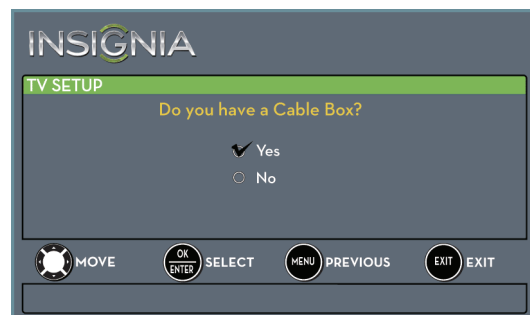 INSIGNIA
TV SETUP
Do you have a Cable Box?
Yes
No
MOVE OK ENTER SELECT MENU PREVIOUS EXIT EXIT